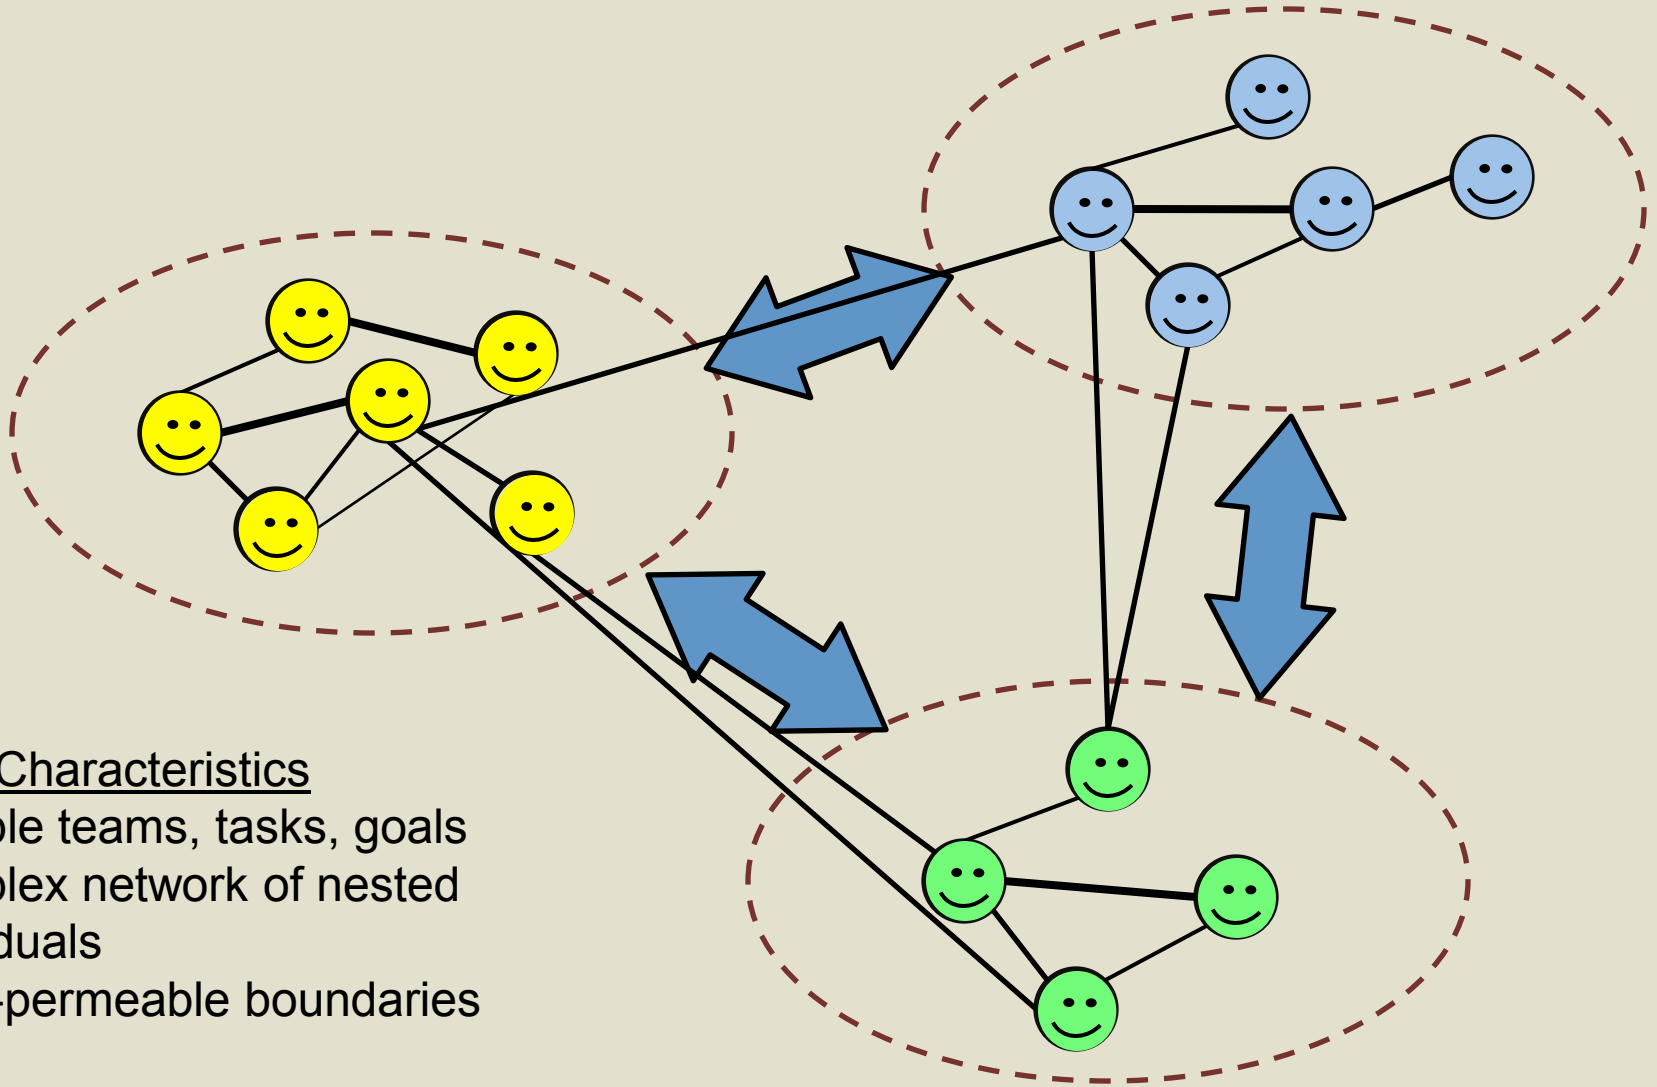 Characteristics
ple teams, tasks, goals
plex network of nested
duals
-permeable boundaries